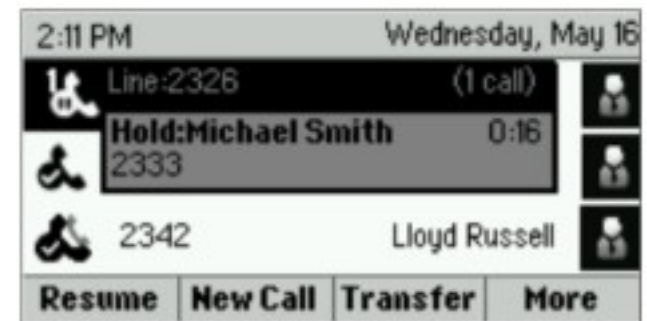 2:11 PM Wednesday, May 16
Line:2326 (1 call)
Hold:Michael Smith 0:16
2333
2342 Lloyd Russell
Resume New Call Transfer More